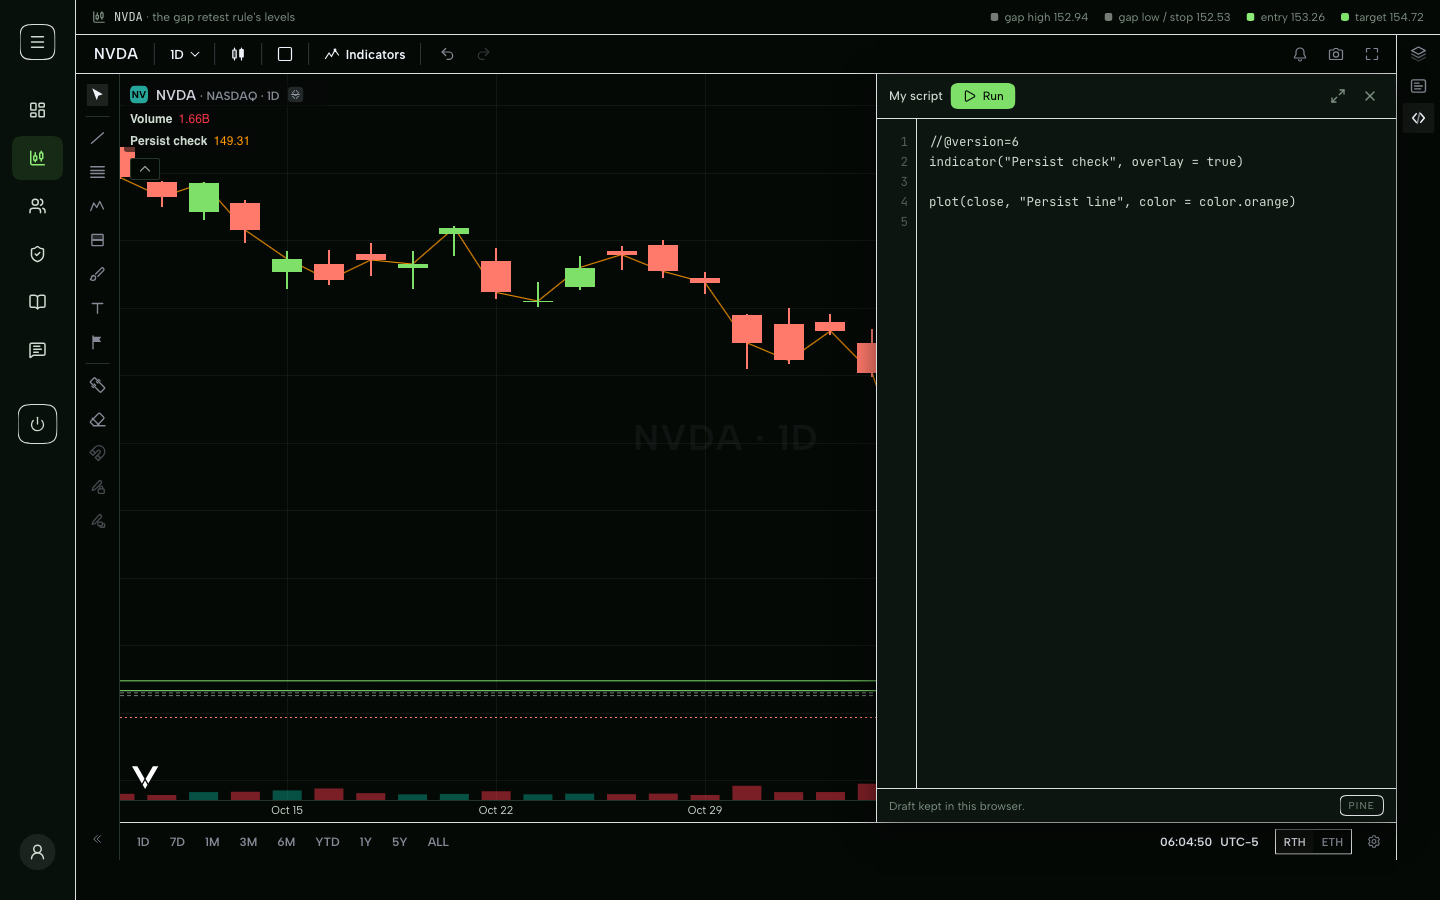 NVDA · the gap retest rule's levels
gap high 152.94
gap low / stop 152.53
entry 153.26
target 154.72
NVDA
1D
Indicators
NV
NVDA · NASDAQ · 1D
Volume 1.66B
Persist check 149.31
My script
Run
1 //@version=6
2 indicator("Persist check", overlay = true)
3
4 plot(close, "Persist line", color = color.orange)
5
NVDA · 1D
Oct 15
Oct 22
Oct 29
Draft kept in this browser.
PINE
1D 7D 1M 3M 6M YTD 1Y 5Y ALL
06:04:50 UTC-5
RTH ETH